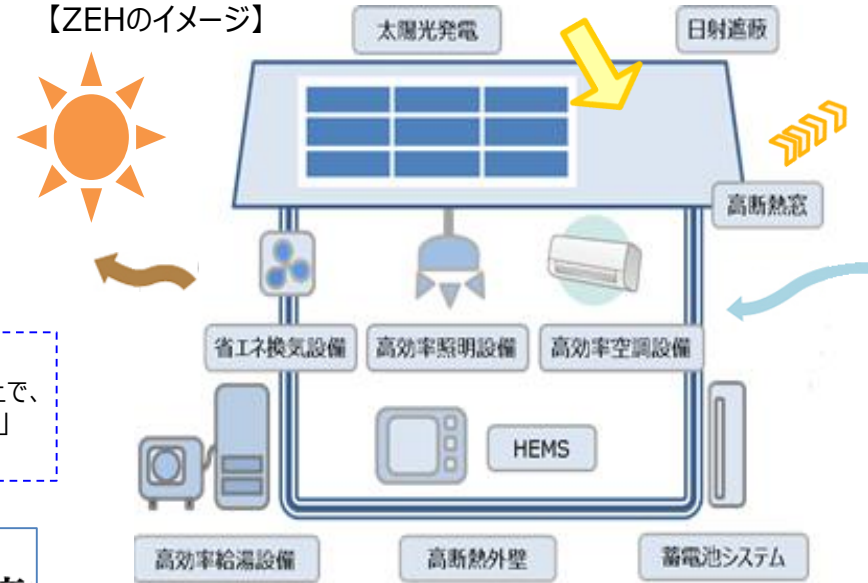 【ZEHのイメージ】
太陽光発電
日射遮蔽
高断熱窓
省エネ換気設備
高効率照明設備
高効率空調設備
上で、
」
HEMS
高効率給湯設備
高断熱外壁
蓄電池システム